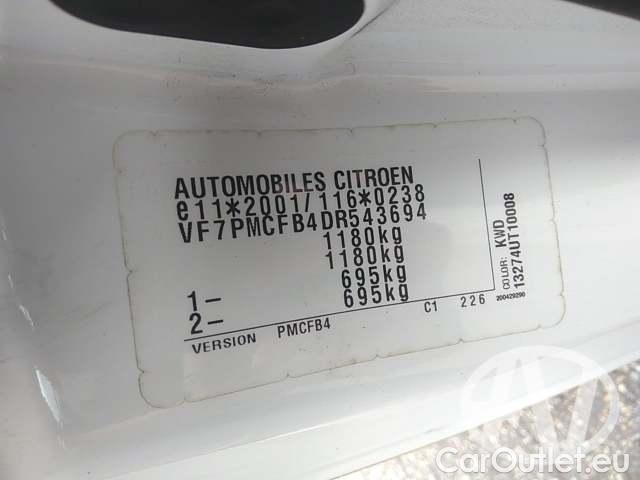 AUTOMOBILES CITROEN
e11*2001/116*0238
VF7PMCFB4DR543694
1180kg
1180kg
1- 695kg
2- 695kg
VERSION PMCFB4 C1 226
COLOR: KWD
13274UT10008
200429290
CarOutlet.eu